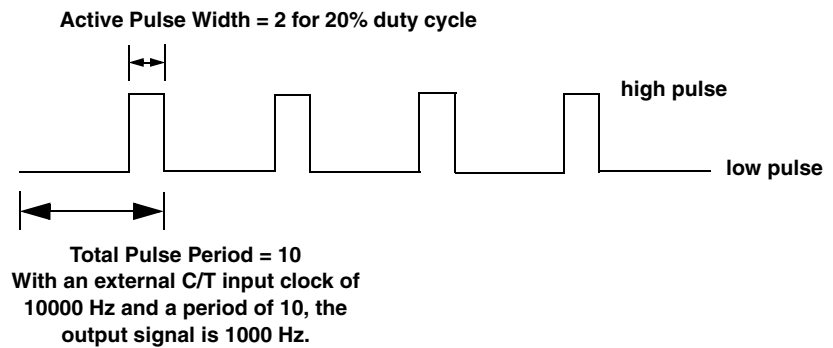 Active Pulse Width = 2 for 20% duty cycle
high pulse
low pulse
Total Pulse Period = 10
With an external C/T input clock of
10000 Hz and a period of 10, the
output signal is 1000 Hz.